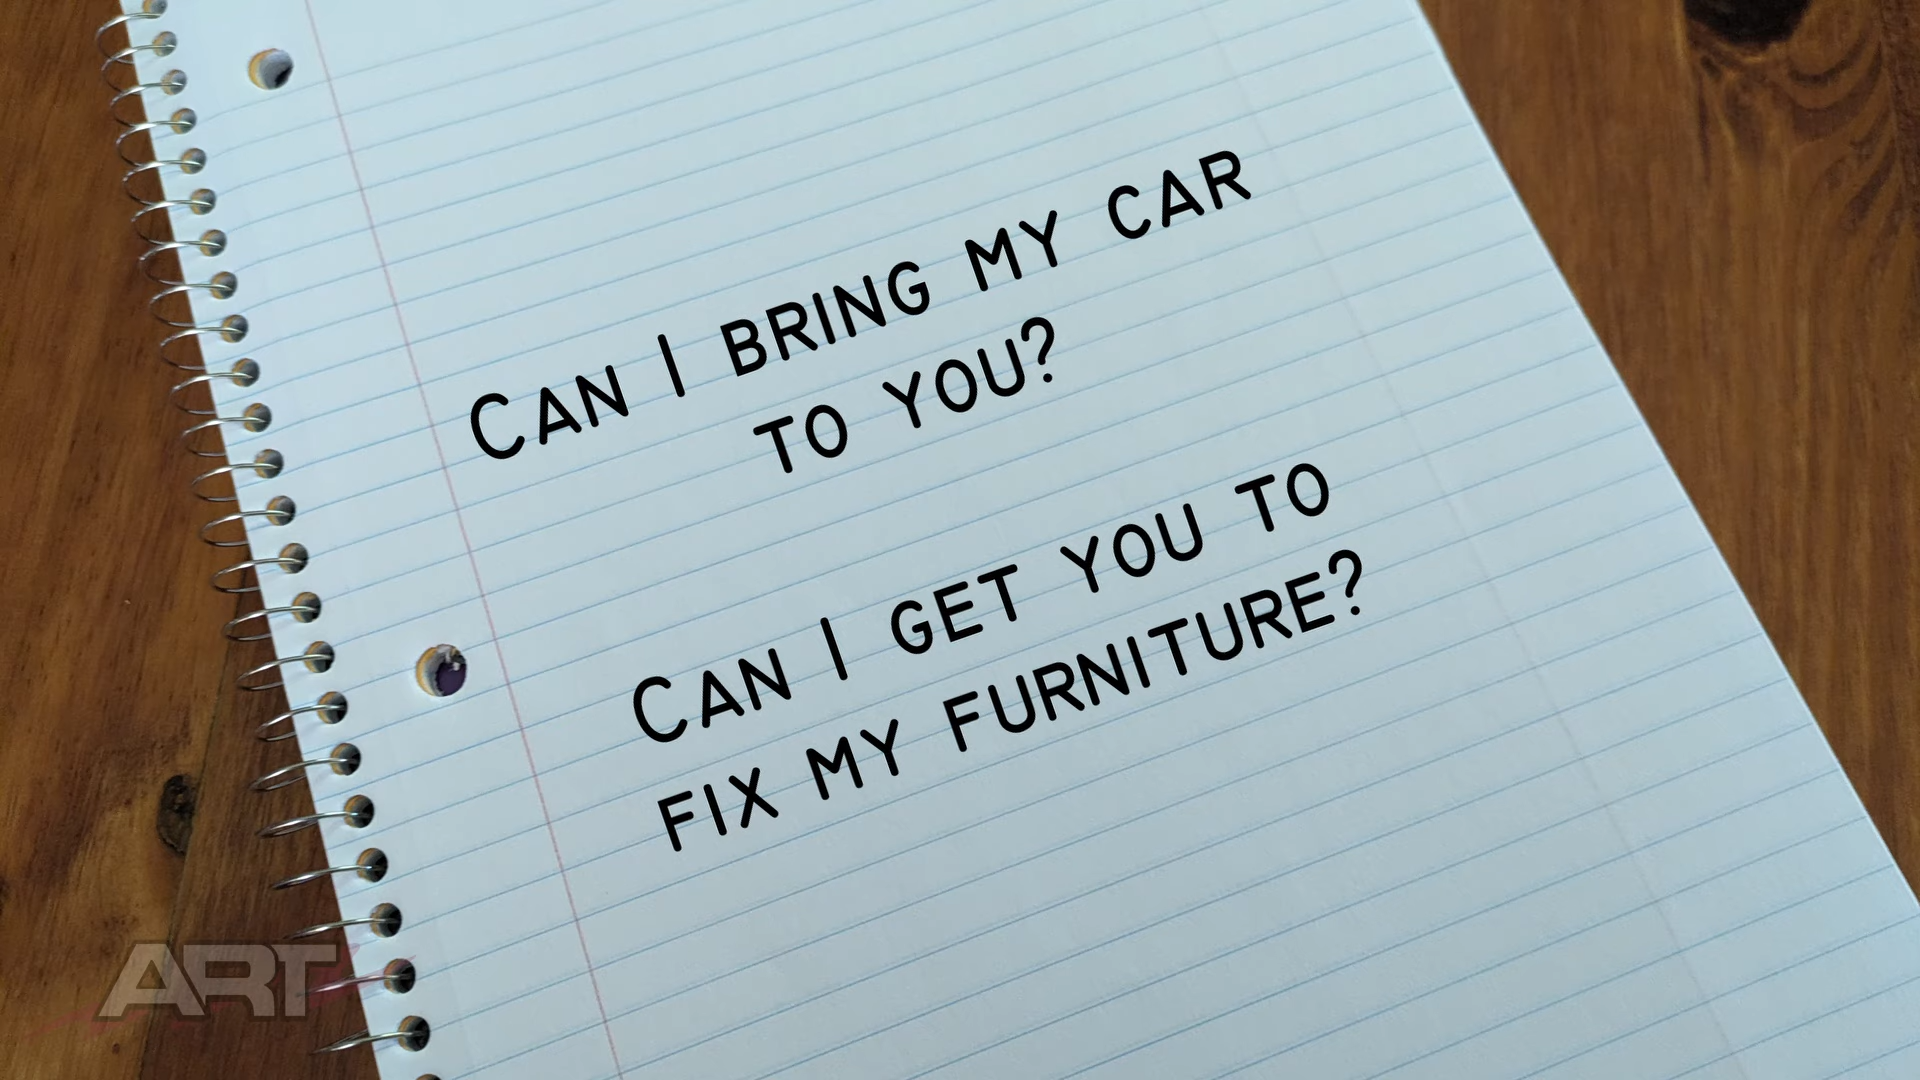 Can I bring my car
to you?
Can I get you to
fix my furniture?
ART